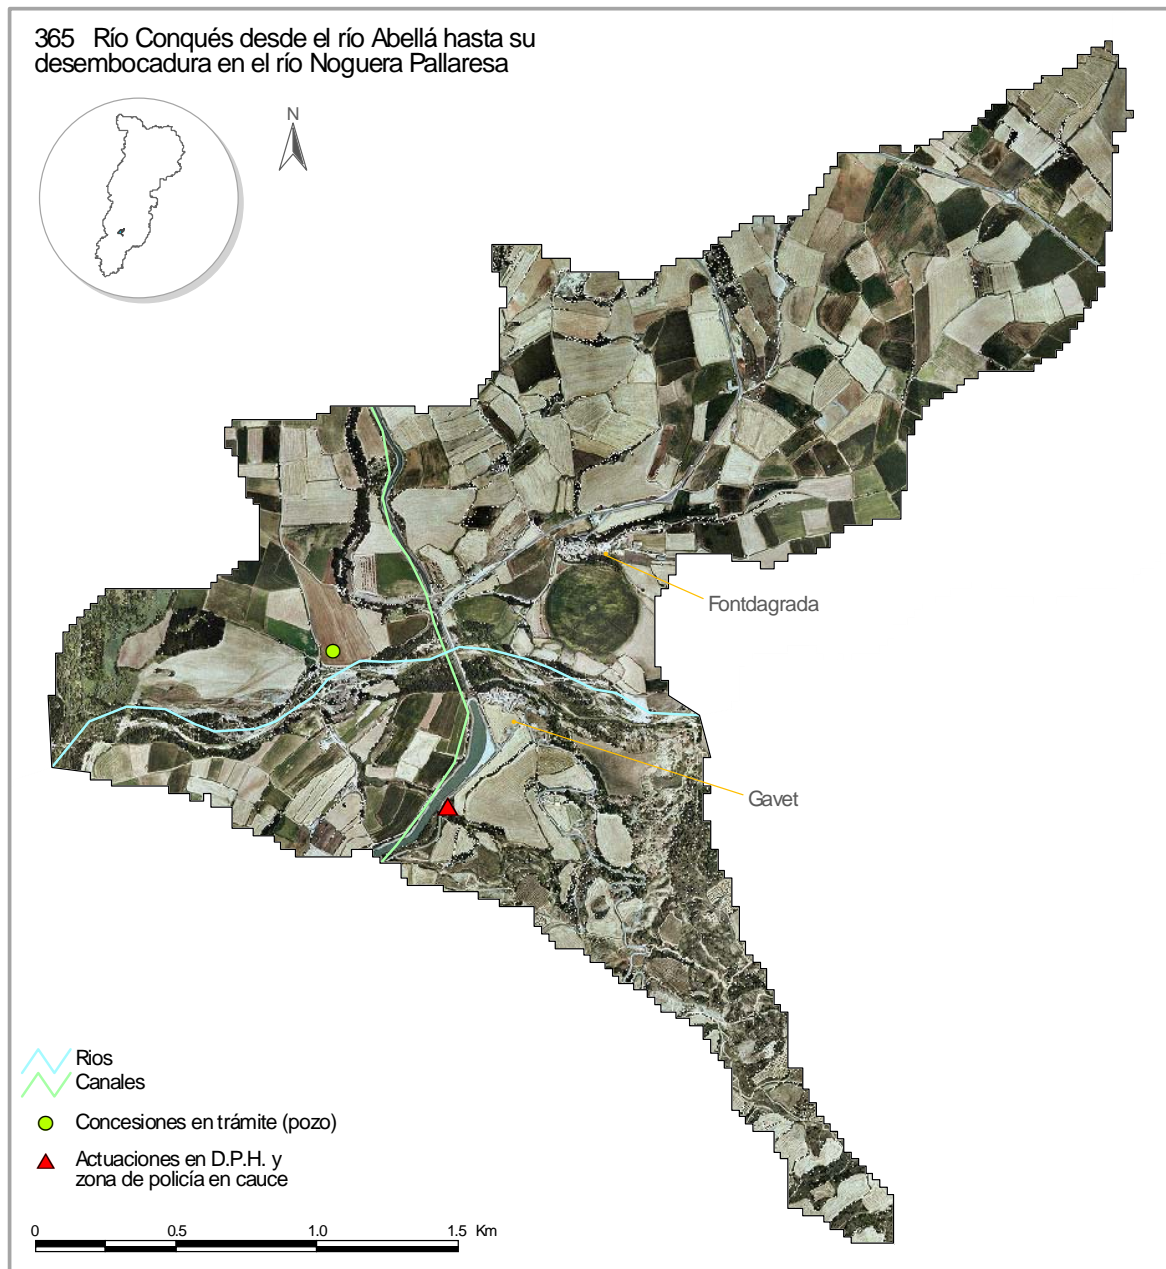 365 Río Conqués desde el río Abellá hasta su
desembocadura en el río Noguera Pallaresa
N
Fontdagrada
Gavet
Rios
Canales
Concesiones en trámite (pozo)
Actuaciones en D.P.H. y
zona de policía en cauce
0 0.5 1.0 1.5 Km